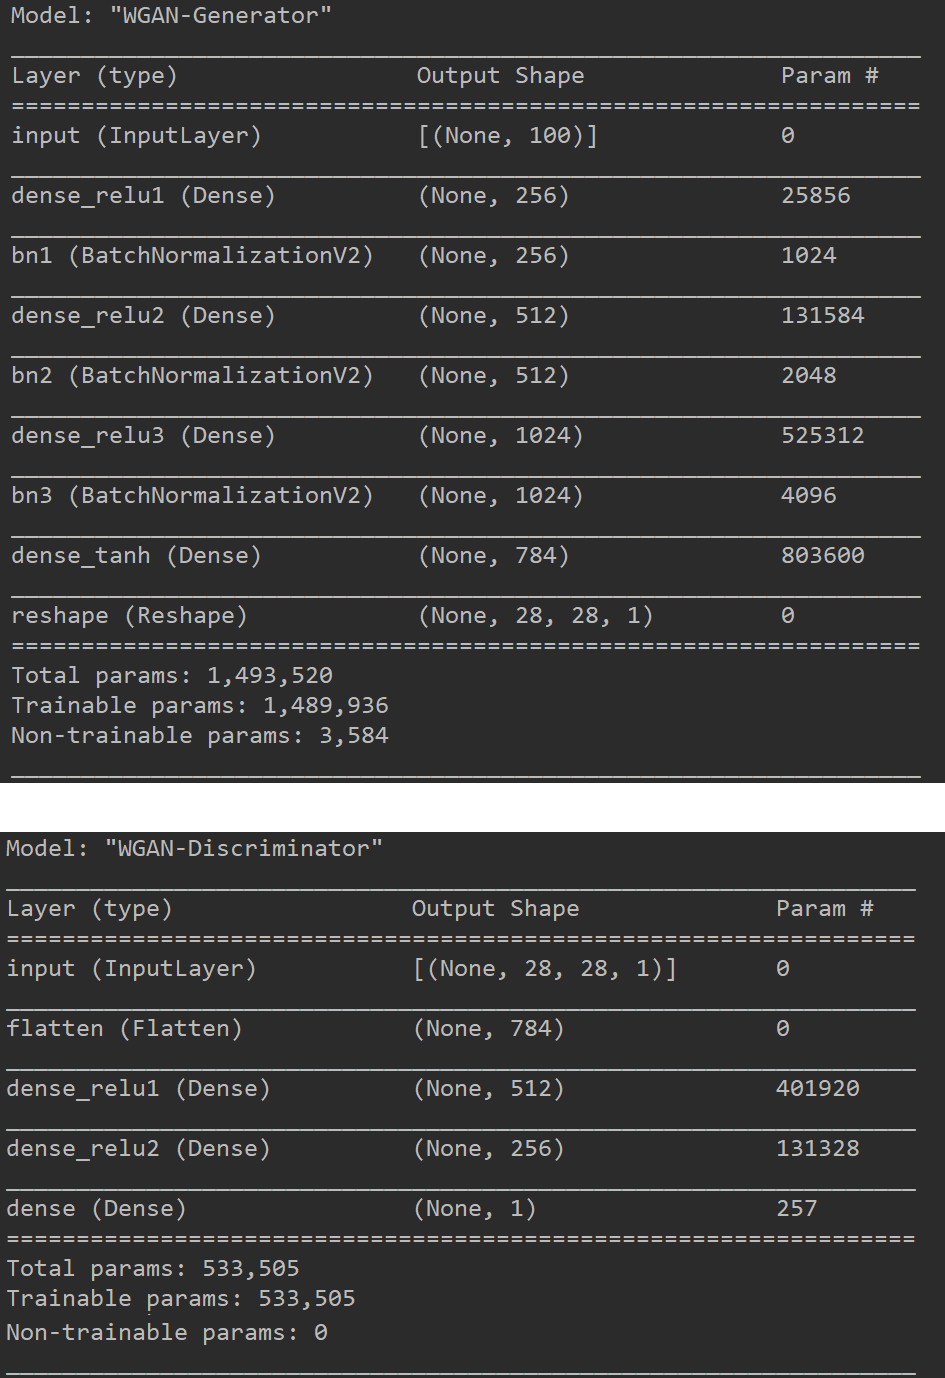 Model: "WGAN-Generator"
Layer (type) Output Shape Param #
input (InputLayer) [(None, 100)] 0
dense_relu1 (Dense) (None, 256) 25856
bn1 (BatchNormalizationV2) (None, 256) 1024
dense_relu2 (Dense) (None, 512) 131584
bn2 (BatchNormalizationV2) (None, 512) 2048
dense_relu3 (Dense) (None, 1024) 525312
bn3 (BatchNormalizationV2) (None, 1024) 4096
dense_tanh (Dense) (None, 784) 803600
reshape (Reshape) (None, 28, 28, 1) 0
Total params: 1,493,520
Trainable params: 1,489,936
Non-trainable params: 3,584
Model: "WGAN-Discriminator"
Layer (type) Output Shape Param #
input (InputLayer) [(None, 28, 28, 1)] 0
flatten (Flatten) (None, 784) 0
dense_relu1 (Dense) (None, 512) 401920
dense_relu2 (Dense) (None, 256) 131328
dense (Dense) (None, 1) 257
Total params: 533,505
Trainable params: 533,505
Non-trainable params: 0